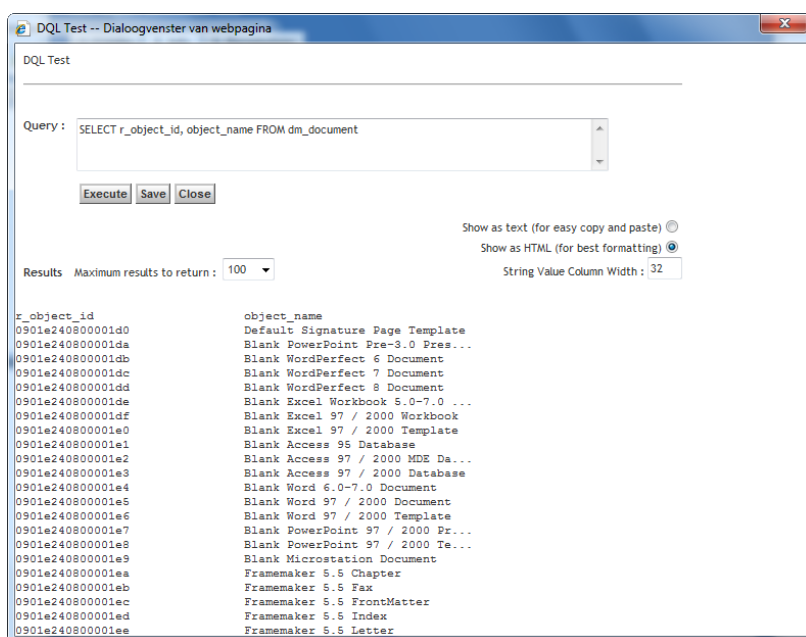 DQL Test -- Dialoogvenster van webpagina
DQL Test
Query : SELECT r_object_id, object_name FROM dm_document
Execute Save Close
Show as text (for easy copy and paste)
Show as HTML (for best formatting)
Results Maximum results to return : 100 String Value Column Width : 32
r_object_id object_name
0901e240800001d0 Default Signature Page Template
0901e240800001da Blank PowerPoint Pre-3.0 Pres...
0901e240800001db Blank WordPerfect 6 Document
0901e240800001dc Blank WordPerfect 7 Document
0901e240800001dd Blank WordPerfect 8 Document
0901e240800001de Blank Excel Workbook 5.0-7.0 ...
0901e240800001df Blank Excel 97 / 2000 Workbook
0901e240800001e0 Blank Excel 97 / 2000 Template
0901e240800001e1 Blank Access 95 Database
0901e240800001e2 Blank Access 97 / 2000 MDE Da...
0901e240800001e3 Blank Access 97 / 2000 Database
0901e240800001e4 Blank Word 6.0-7.0 Document
0901e240800001e5 Blank Word 97 / 2000 Document
0901e240800001e6 Blank Word 97 / 2000 Template
0901e240800001e7 Blank PowerPoint 97 / 2000 Pr...
0901e240800001e8 Blank PowerPoint 97 / 2000 Te...
0901e240800001e9 Blank Microstation Document
0901e240800001ea Framemaker 5.5 Chapter
0901e240800001eb Framemaker 5.5 Fax
0901e240800001ec Framemaker 5.5 FrontMatter
0901e240800001ed Framemaker 5.5 Index
0901e240800001ee Framemaker 5.5 Letter